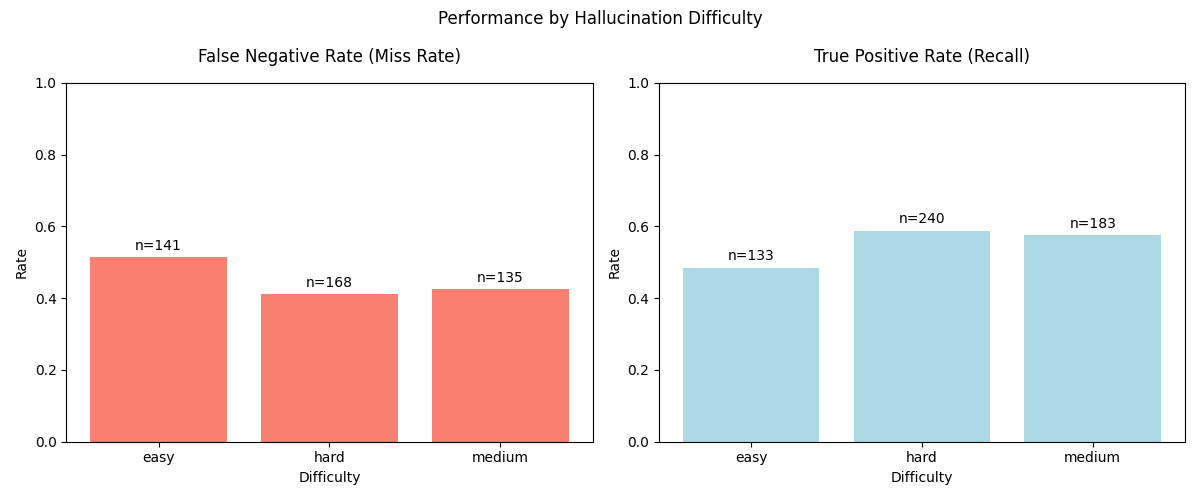 Performance by Hallucination Difficulty
False Negative Rate (Miss Rate)
1.0
0.8
0.6
0.4
0.2
0.0
Rate
n=141
n=168
n=135
easy
hard
medium
Difficulty
True Positive Rate (Recall)
1.0
0.8
0.6
0.4
0.2
0.0
Rate
n=133
n=240
n=183
easy
hard
medium
Difficulty